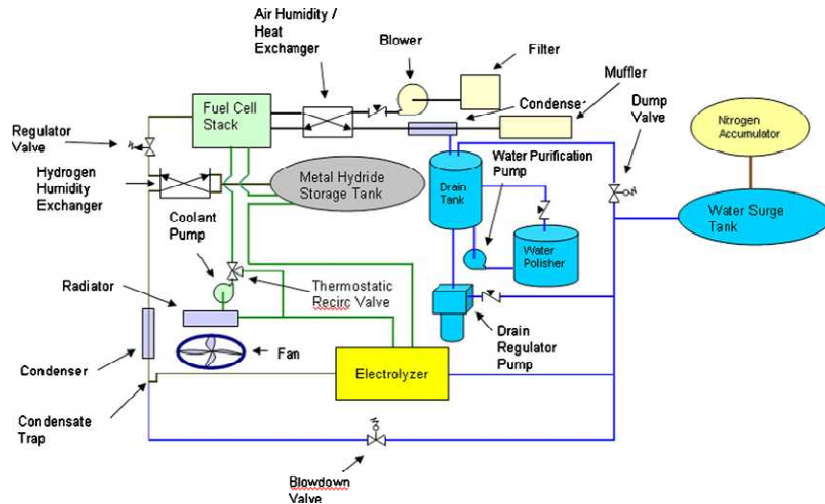 Air Humidity /
Heat
Exchanger
Blower
Filter
Muffler
Fuel Cell
Stack
Condenser
Dump
Valve
Nitrogen
Accumulator
Regulator
Valve
Hydrogen
Humidity
Exchanger
Metal Hydride
Storage Tank
Drain
Tank
Water Purification
Pump
Water Surge
Tank
Coolant
Pump
Water
Polisher
Radiator
Thermostatic
Recirc Valve
Fan
Drain
Regulator
Pump
Condenser
Electrolyzer
Condensate
Trap
Blowdown
Valve